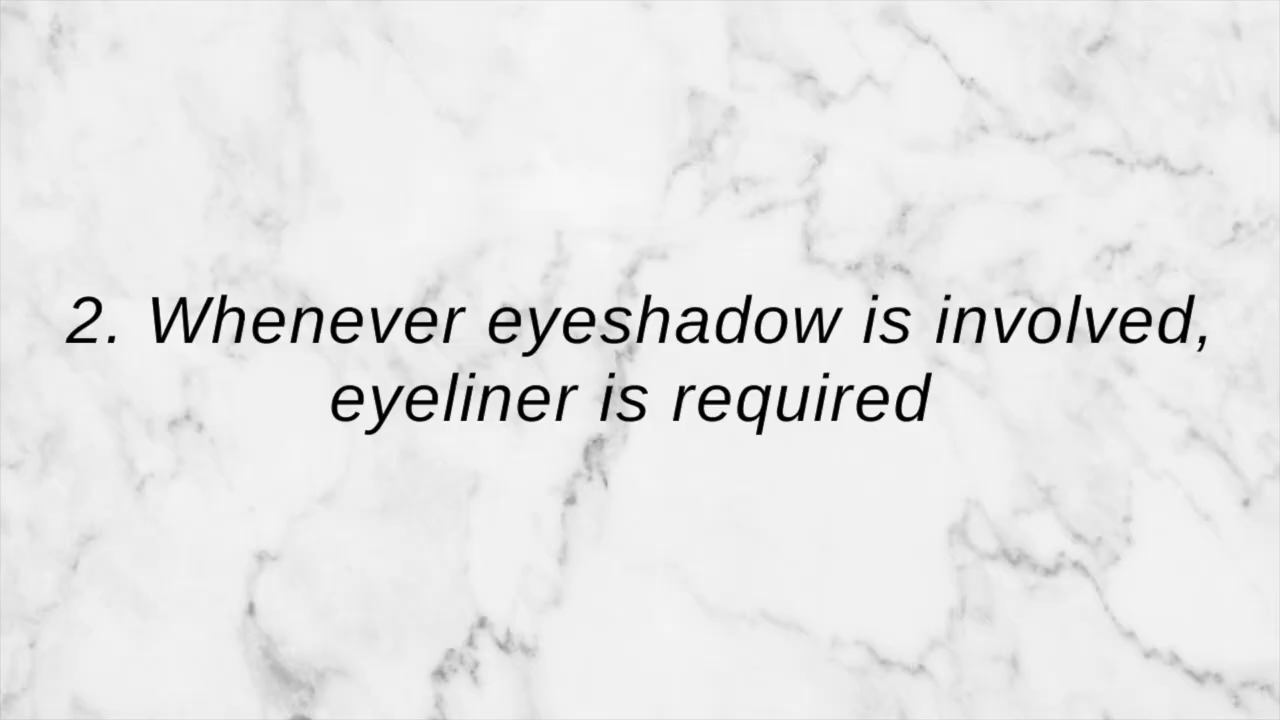 2. Whenever eyeshadow is involved,
eyeliner is required